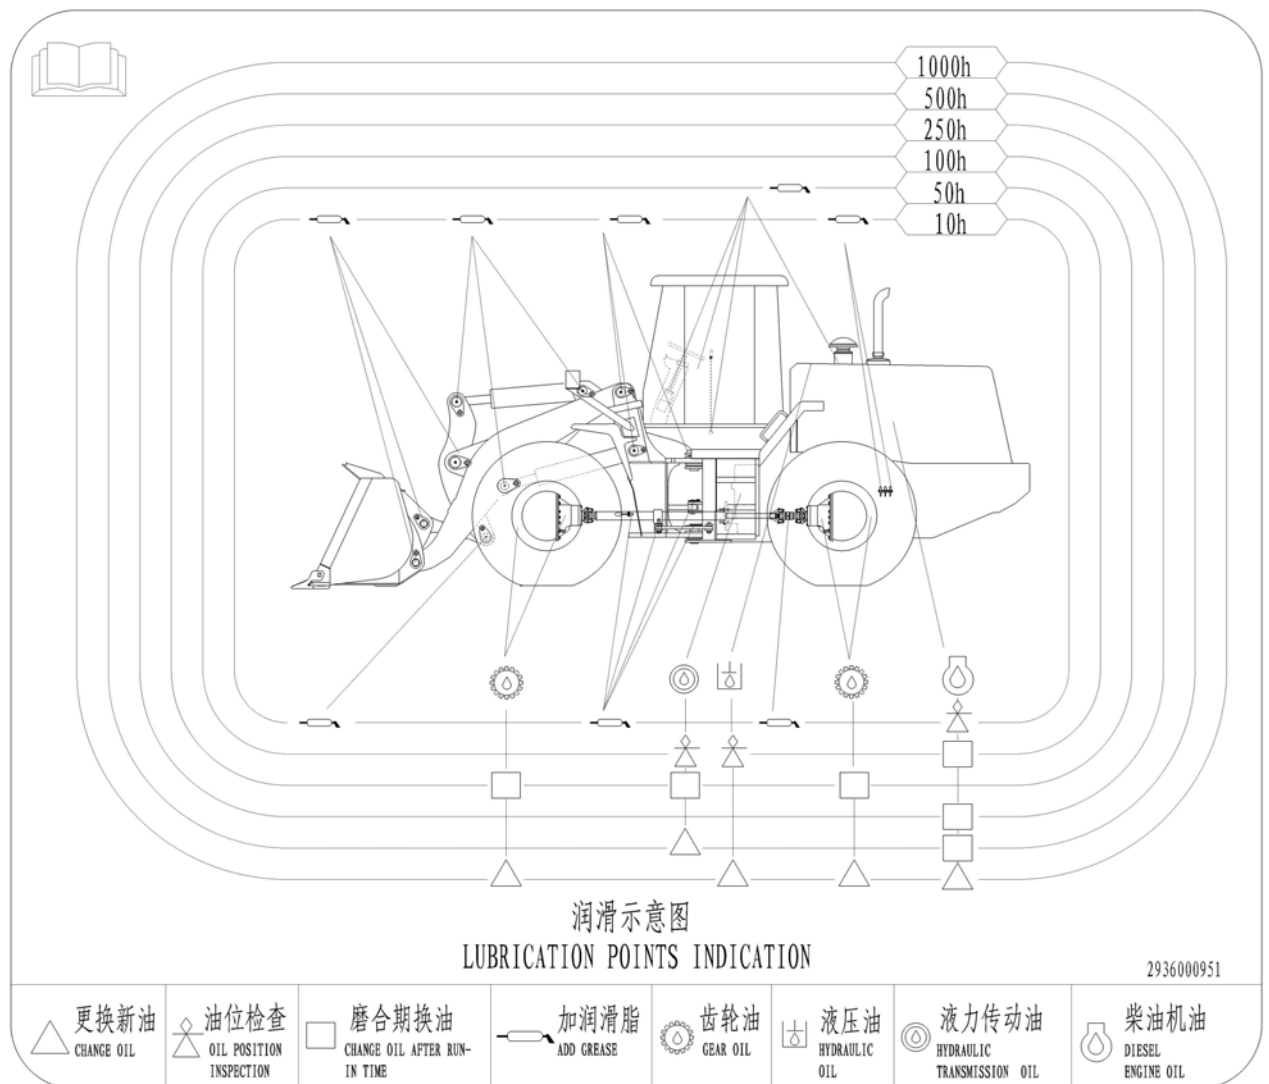 1000h
500h
250h
100h
50h
10h
润滑示意图
LUBRICATION POINTS INDICATION
2936000951
更换新油
CHANGE OIL
油位检查
OIL POSITION
INSPECTION
磨合期换油
CHANGE OIL AFTER RUN-
IN TIME
加润滑脂
ADD GREASE
齿轮油
GEAR OIL
液压油
HYDRAULIC
OIL
液力传动油
HYDRAULIC
TRANSMISSION OIL
柴油机油
DIESEL
ENGINE OIL